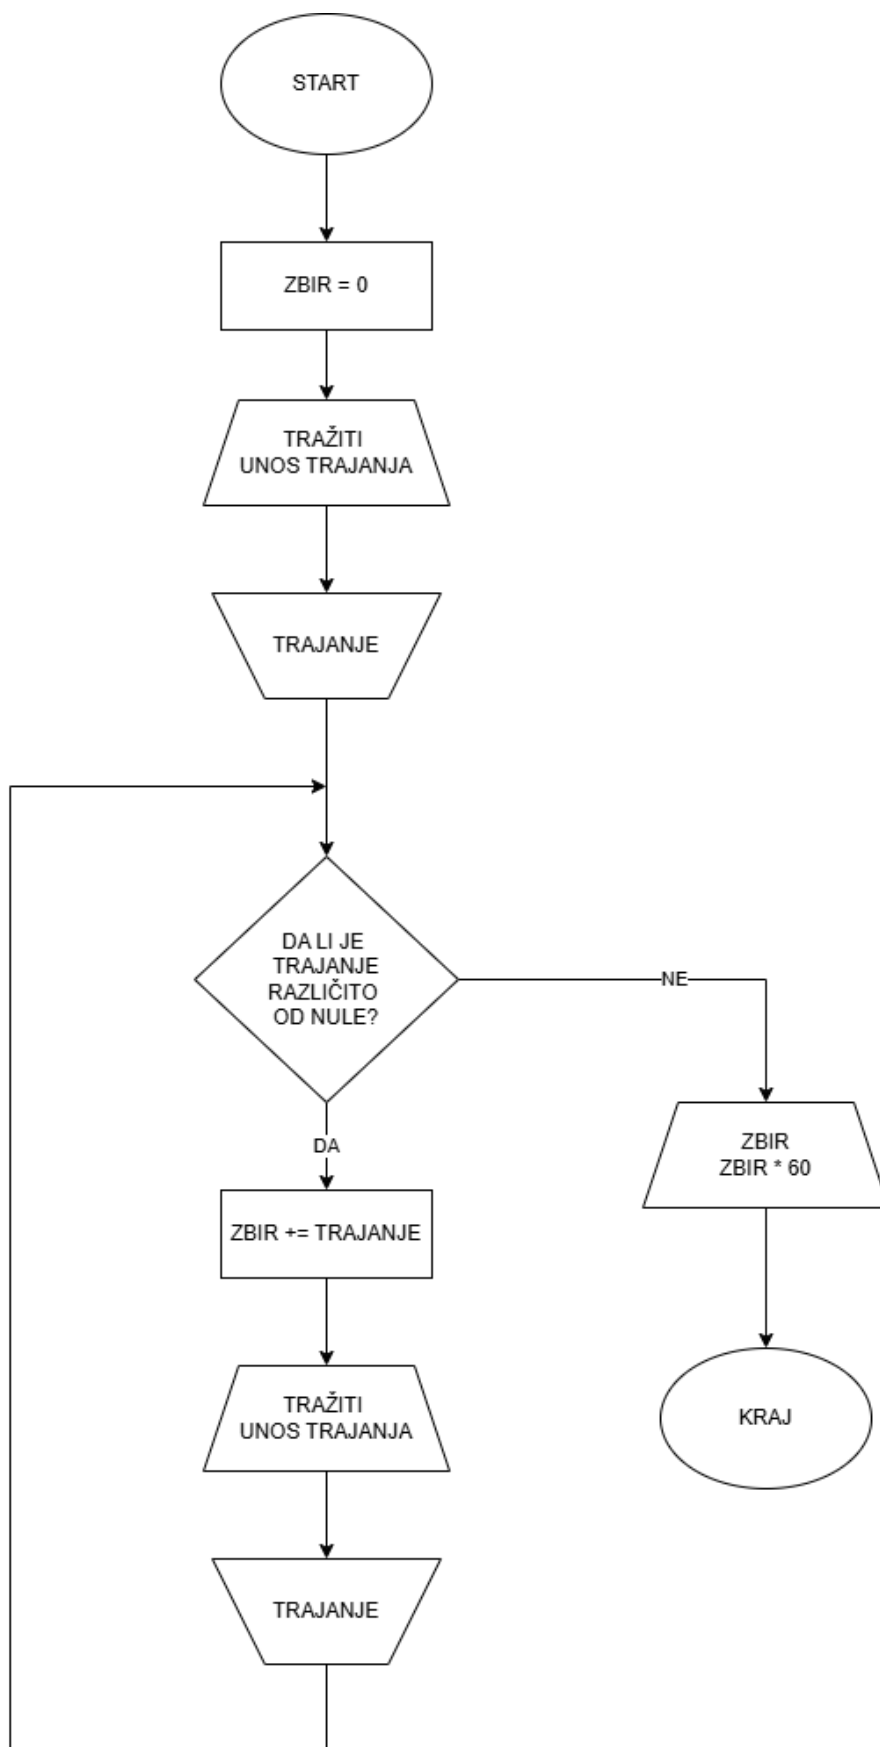 START
ZBIR = 0
TRAŽITI
UNOS TRAJANJA
TRAJANJE
DA LI JE
TRAJANJE
RAZLIČITO
OD NULE?
NE
DA
ZBIR
ZBIR * 60
ZBIR += TRAJANJE
TRAŽITI
UNOS TRAJANJA
KRAJ
TRAJANJE